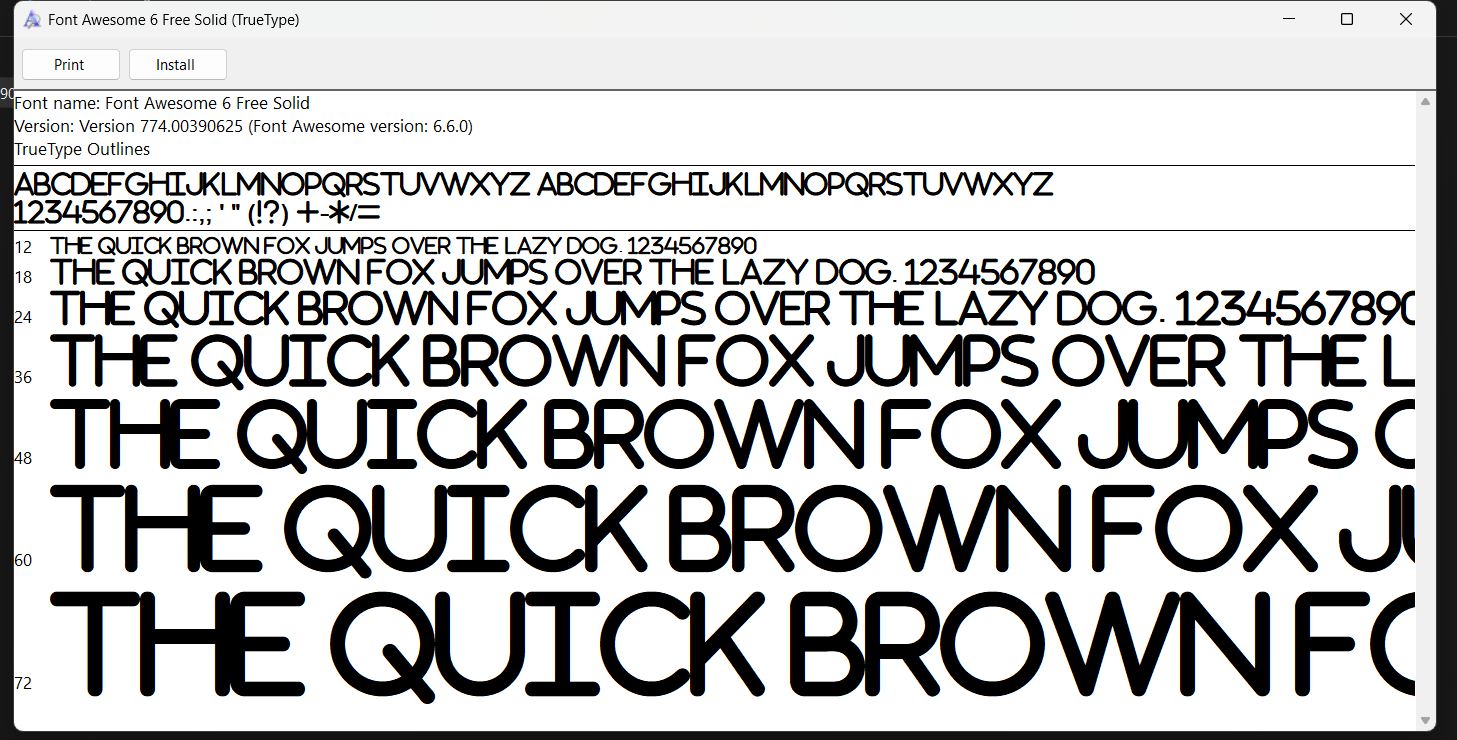 Font Awesome 6 Free Solid (TrueType)
Print Install
90
Font name: Font Awesome 6 Free Solid
Version: Version 774.00390625 (Font Awesome version: 6.6.0)
TrueType Outlines
ABCDEFGHIJKLMNOPQRSTUVWXYZ ABCDEFGHIJKLMNOPQRSTUVWXYZ
1234567890.:,; ' " (!?) +-*/=
12 THE QUICK BROWN FOX JUMPS OVER THE LAZY DOG. 1234567890
18 THE QUICK BROWN FOX JUMPS OVER THE LAZY DOG. 1234567890
24 THE QUICK BROWN FOX JUMPS OVER THE LAZY DOG. 1234567890
36 THE QUICK BROWN FOX JUMPS OVER THE L
48 THE QUICK BROWN FOX JUMPS O
60 THE QUICK BROWN FOX JU
72 THE QUICK BROWN FO